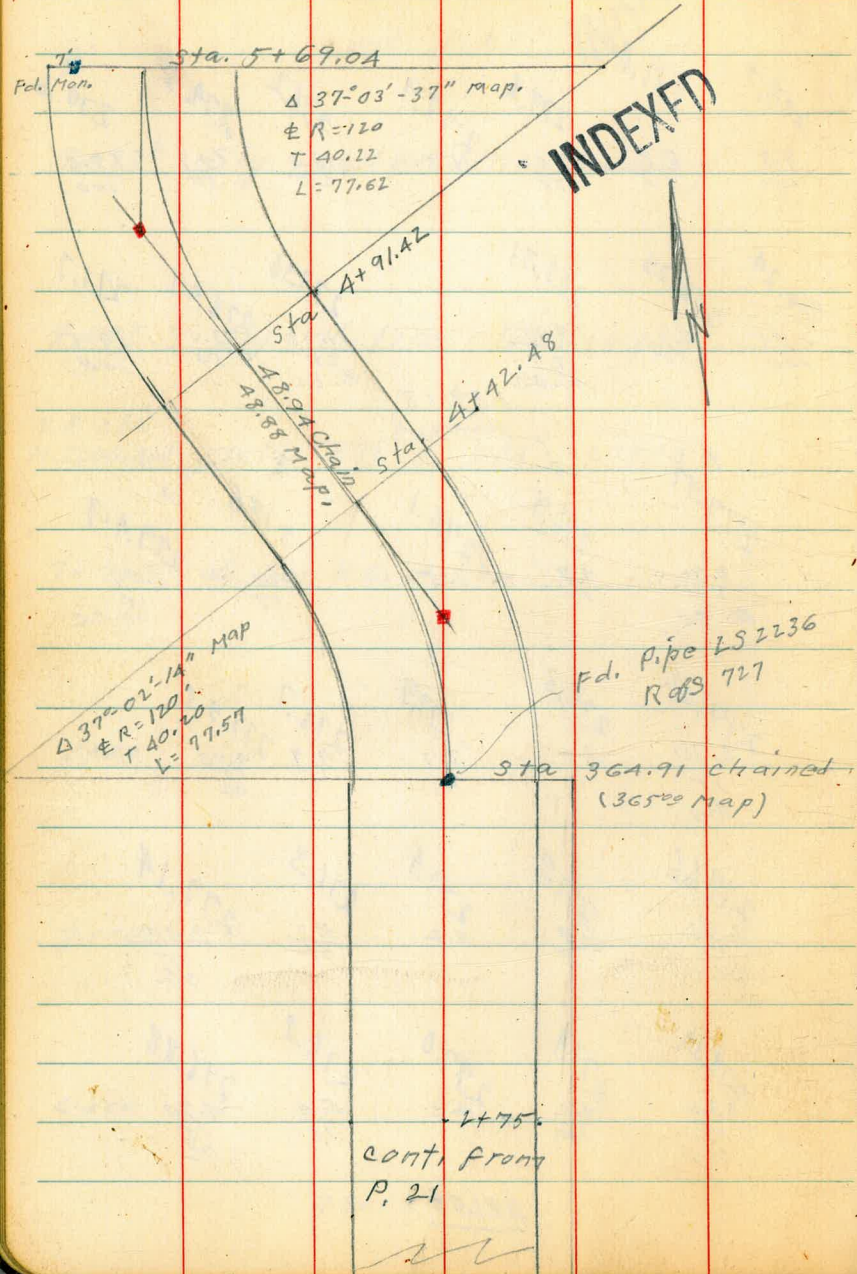 7'
Sta. 5+69.04
Fd. Mon.
Δ 37°-03'-37" Map.
℄ R=120
T 40.22
L=77.62
INDEXED
Sta 4+91.42
48.94 Chain
48.88 Map.
Sta. 4+42.48
N
Δ 37°-02'-14" Map
℄ R=120'
T 40.20
L=77.57
Fd. Pipe LS 2236
R of S 727
Sta 364.91 chained
(365.00 Map)
2+75
cont. from
P. 21